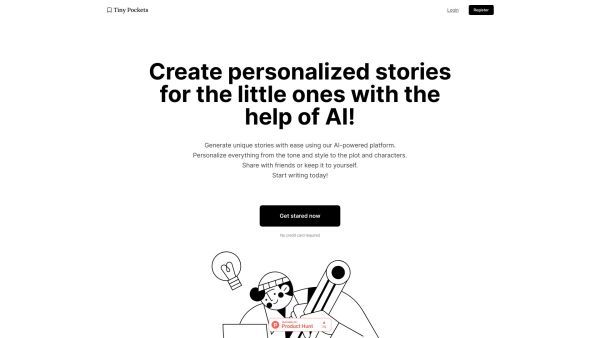 Tiny Pockets
Login
Register
Create personalized stories
for the little ones with the
help of AI!
Generate unique stories with ease using our AI-powered platform.
Personalize everything from the tone and style to the plot and characters.
Share with friends or keep it to yourself.
Start writing today!
Get stared now
No credit card required
Product Hunt